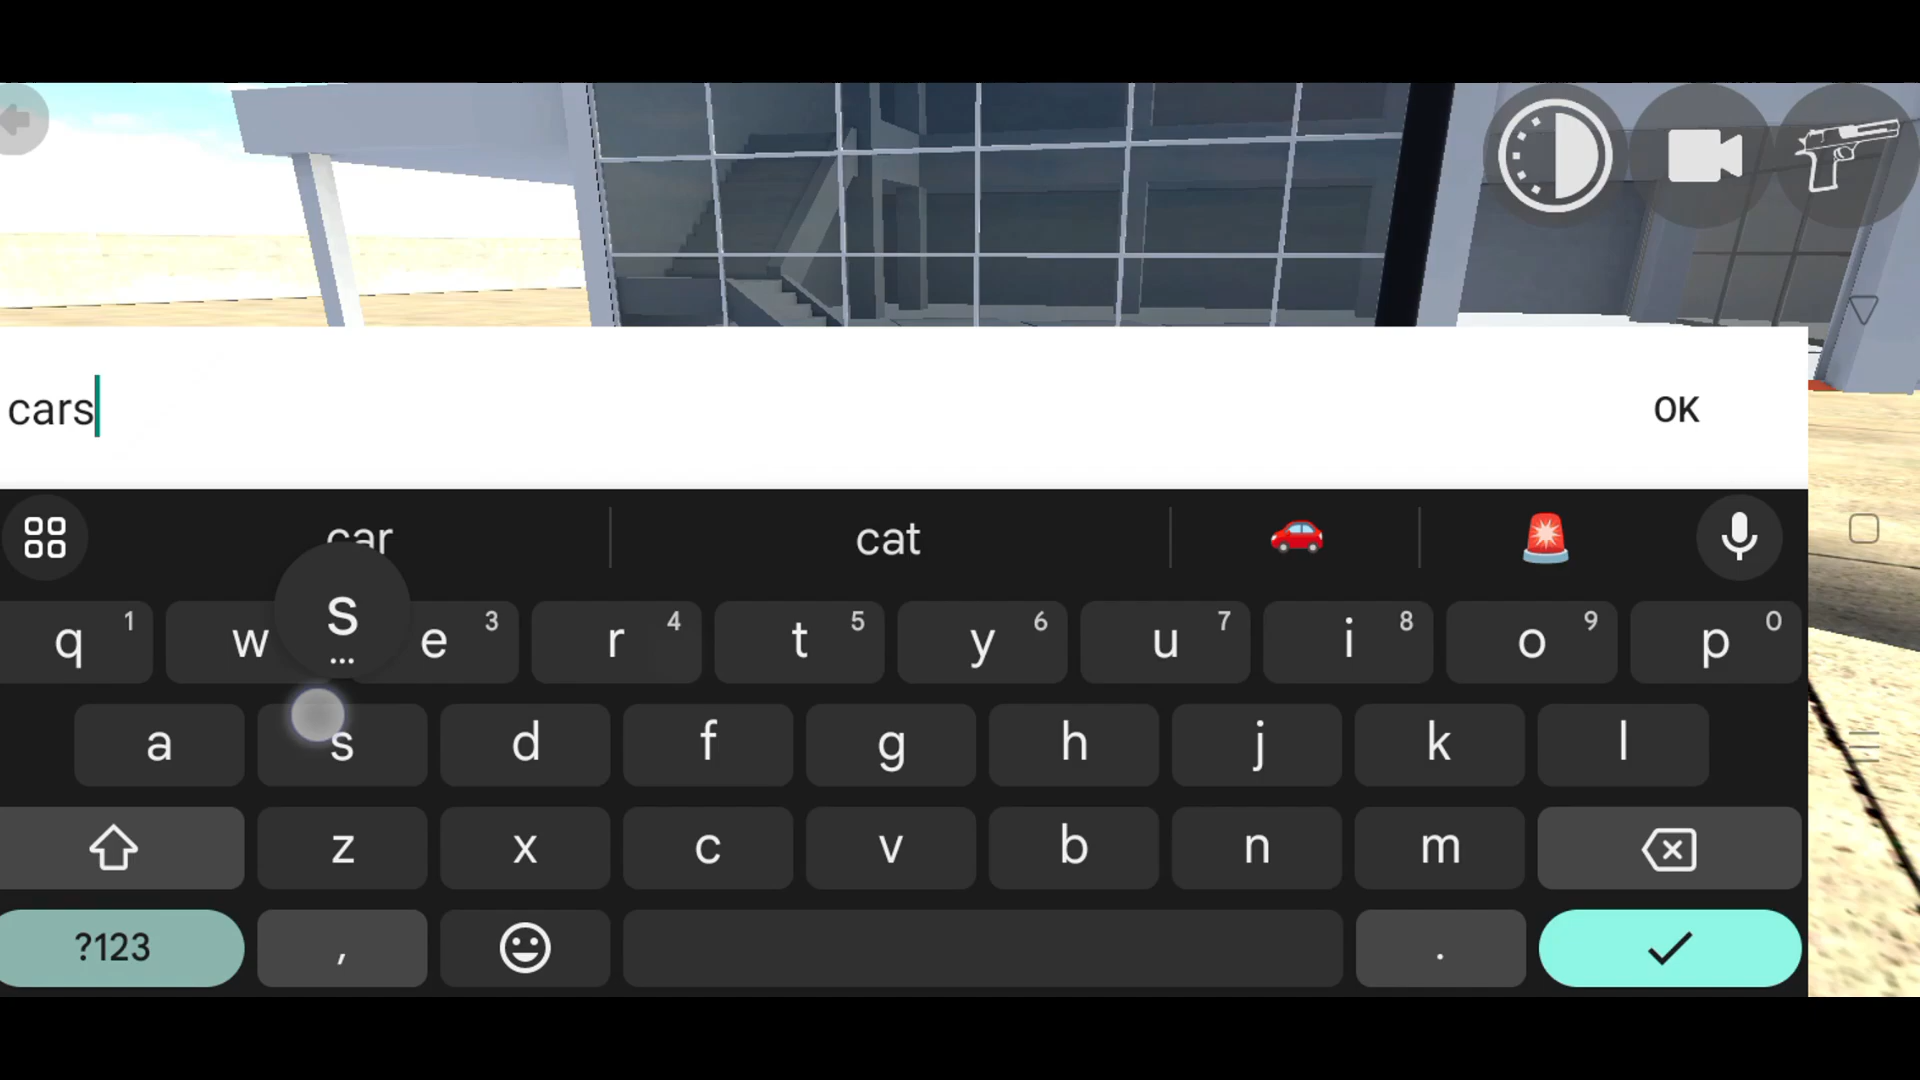 cars
OK
car cat
s
...
q 1 w e 3 r 4 t 5 y 6 u 7 i 8 o 9 p 0
a s d f g h j k l
z x c v b n m
?123 , .